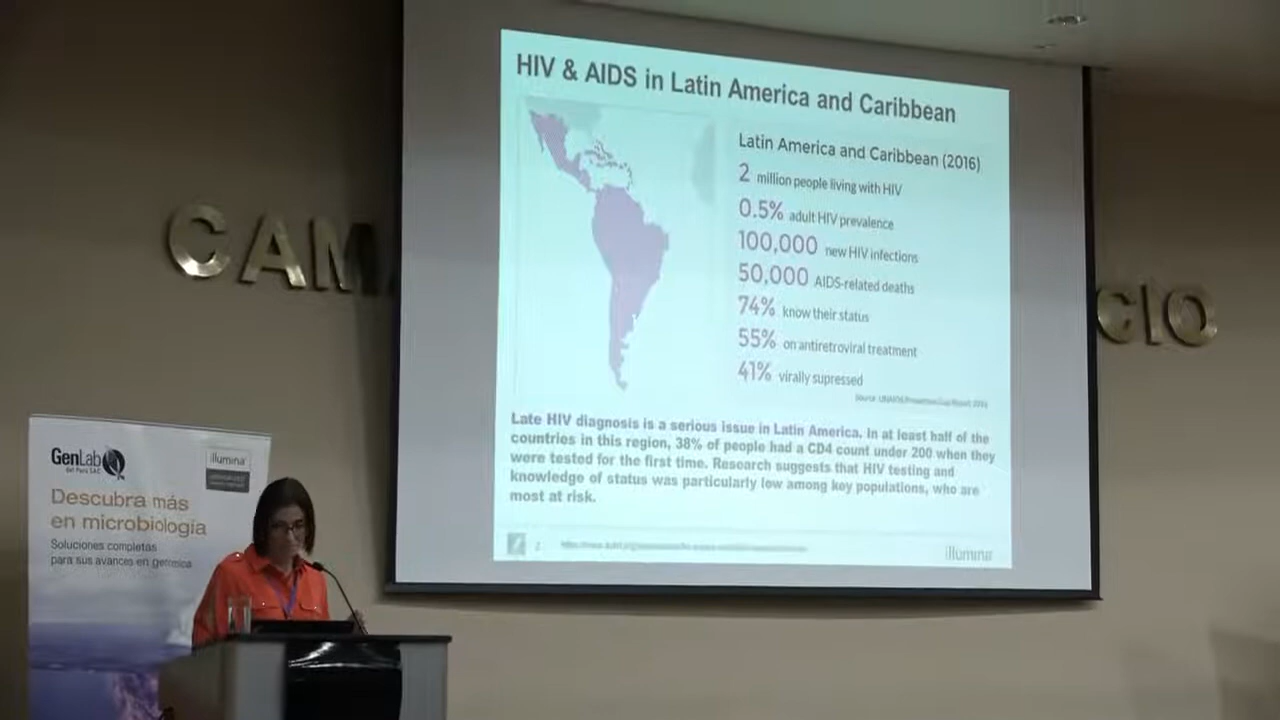 HIV & AIDS in Latin America and Caribbean
Latin America and Caribbean (2016)
2 million people living with HIV
0.5% adult HIV prevalence
100,000 new HIV infections
50,000 AIDS-related deaths
74% know their status
55% on antiretroviral treatment
41% virally supressed
Late HIV diagnosis is a serious issue in Latin America. In at least half of the
countries in this region, 38% of people had a CD4 count under 200 when they
were tested for the first time. Research suggests that HIV testing and
knowledge of status was particularly low among key populations, who are
most at risk.
2
illumina
CAM
CIO
GenLab
del Perú SAC
illumina
Descubra más
en microbiología
Soluciones completas
para sus avances en genómica